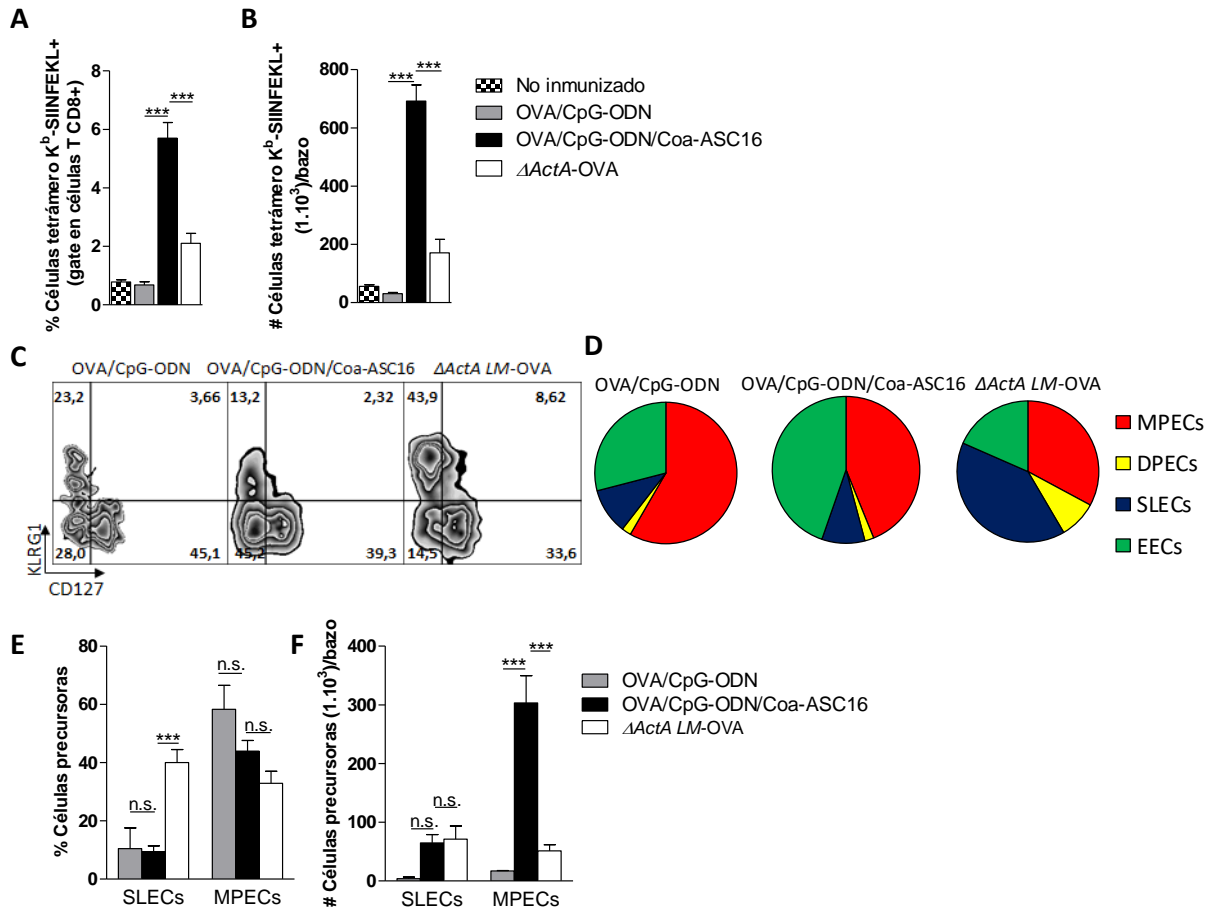 A
% Células tetrámero K^b-SIINFEKL+
(gate en células T CD8+)
8
6
4
2
0
***
***
B
# Células tetrámero K^b-SIINFEKL+
(1.10^3)/bazo
800
600
400
200
0
***
***
No inmunizado
OVA/CpG-ODN
OVA/CpG-ODN/Coa-ASC16
ΔActA-OVA
C
OVA/CpG-ODN
OVA/CpG-ODN/Coa-ASC16
ΔActA LM-OVA
23,2
3,66
13,2
2,32
43,9
8,62
28,0
45,1
45,2
39,3
14,5
33,6
KLRG1
CD127
D
OVA/CpG-ODN
OVA/CpG-ODN/Coa-ASC16
ΔActA LM-OVA
MPECs
DPECs
SLECs
EECs
E
% Células precursoras
80
60
40
20
0
n.s.
***
n.s.
n.s.
SLECs
MPECs
F
# Células precursoras (1.10^3)/bazo
400
300
200
100
0
n.s.
n.s.
***
***
SLECs
MPECs
OVA/CpG-ODN
OVA/CpG-ODN/Coa-ASC16
ΔActA LM-OVA